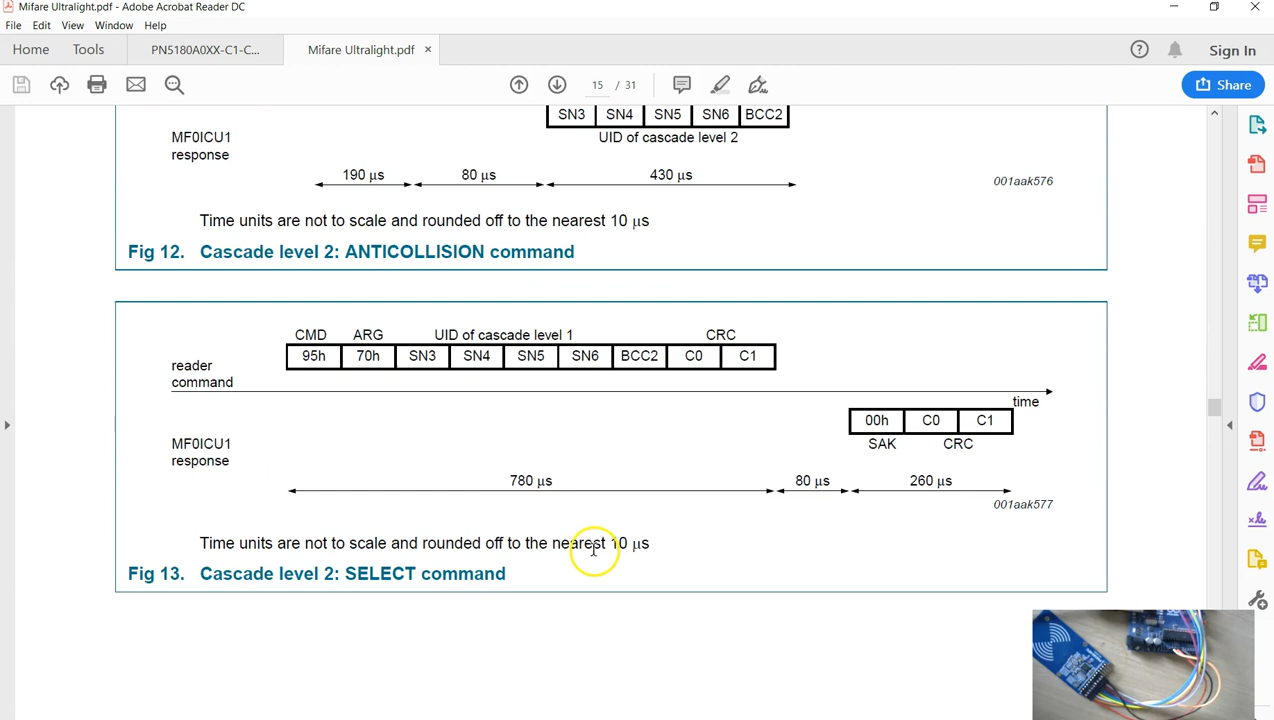 Mifare Ultralight.pdf - Adobe Acrobat Reader DC
File Edit View Window Help
Home Tools PN5180A0XX-C1-C... Mifare Ultralight.pdf × Sign In
15 / 31 Share
SN3 SN4 SN5 SN6 BCC2
MF0ICU1 UID of cascade level 2
response
190 μs 80 μs 430 μs
001aak576
Time units are not to scale and rounded off to the nearest 10 μs
Fig 12. Cascade level 2: ANTICOLLISION command
CMD ARG UID of cascade level 1 CRC
95h 70h SN3 SN4 SN5 SN6 BCC2 C0 C1
reader
command
time
00h C0 C1
MF0ICU1 SAK CRC
response
780 μs 80 μs 260 μs
001aak577
Time units are not to scale and rounded off to the nearest 10 μs
Fig 13. Cascade level 2: SELECT command